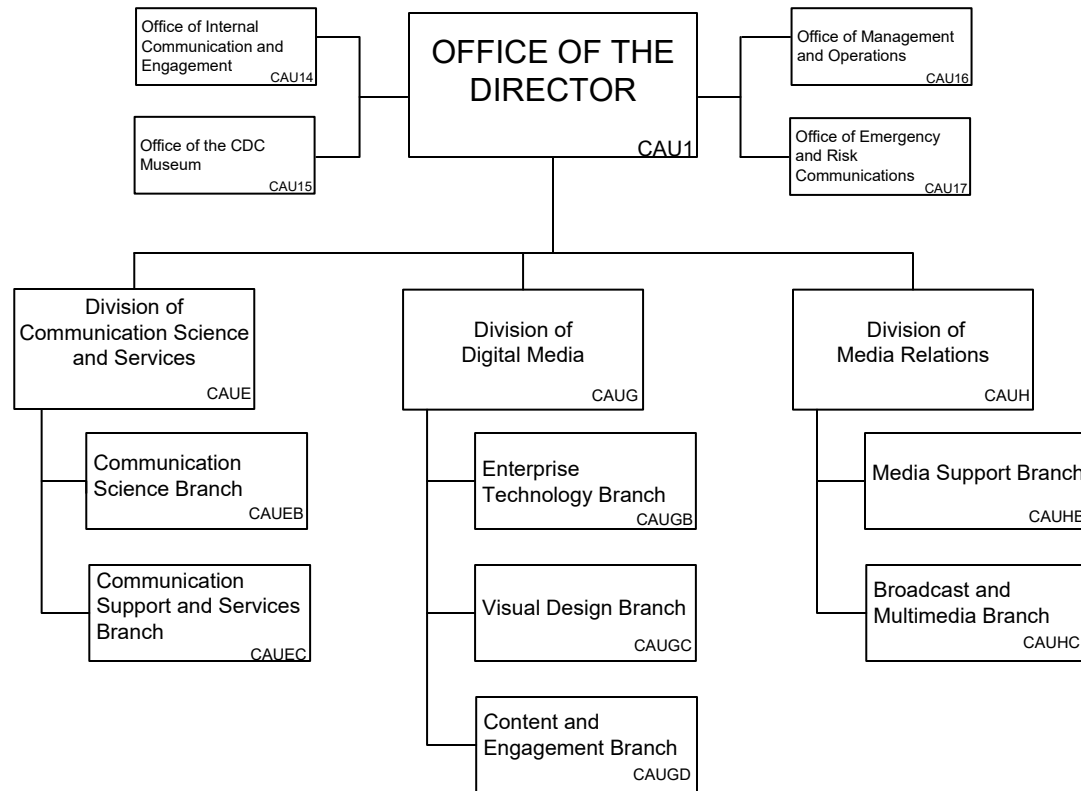 Office of Internal
Communication and
Engagement
CAU14
OFFICE OF THE
DIRECTOR
CAU1
Office of Management
and Operations
CAU16
Office of the CDC
Museum
CAU15
Office of Emergency
and Risk
Communications
CAU17
Division of
Communication Science
and Services
CAUE
Division of
Digital Media
CAUG
Division of
Media Relations
CAUH
Communication
Science Branch
CAUEB
Communication
Support and Services
Branch
CAUEC
Enterprise
Technology Branch
CAUGB
Visual Design Branch
CAUGC
Content and
Engagement Branch
CAUGD
Media Support Branch
CAUHB
Broadcast and
Multimedia Branch
CAUHC